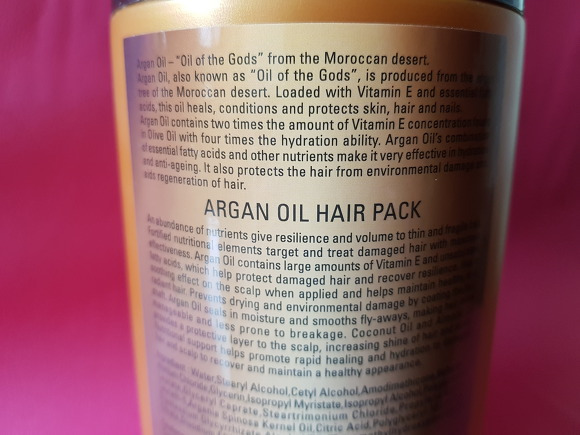 Argan Oil – "Oil of the Gods" from the Moroccan desert.
Argan Oil, also known as "Oil of the Gods", is produced from the
tree of the Moroccan desert. Loaded with Vitamin E and essential
acids, this oil heals, conditions and protects skin, hair and nails.
Argan Oil contains two times the amount of Vitamin E concentration
in Olive Oil with four times the hydration ability. Argan Oil's
of essential fatty acids and other nutrients make it very effective in
and anti-ageing. It also protects the hair from environmental damage
aids regeneration of hair.
ARGAN OIL HAIR PACK
An abundance of nutrients give resilience and volume to thin and
fortified nutritional elements target and treat damaged hair with
effectiveness. Argan Oil contains large amounts of Vitamin E and
fatty acids, which help protect damaged hair and recover resilience.
effect on the scalp when applied and helps maintain
hair. Prevents drying and environmental damage by
Argan Oil seals in moisture and smooths fly-aways, making
and less prone to breakage. Coconut Oil and
a protective layer to the scalp, increasing shine of hair
support helps promote rapid healing and hydration
and scalp to recover and maintain a healthy appearance.
Water,Stearyl Alcohol,Cetyl Alcohol,Amodimethicone,
Glycerin,Isopropyl Myristate,Isopropyl Alcohol,
Caprate,Steartrimonium Chloride,
Spinosa Kernel Oil,Citric Acid,